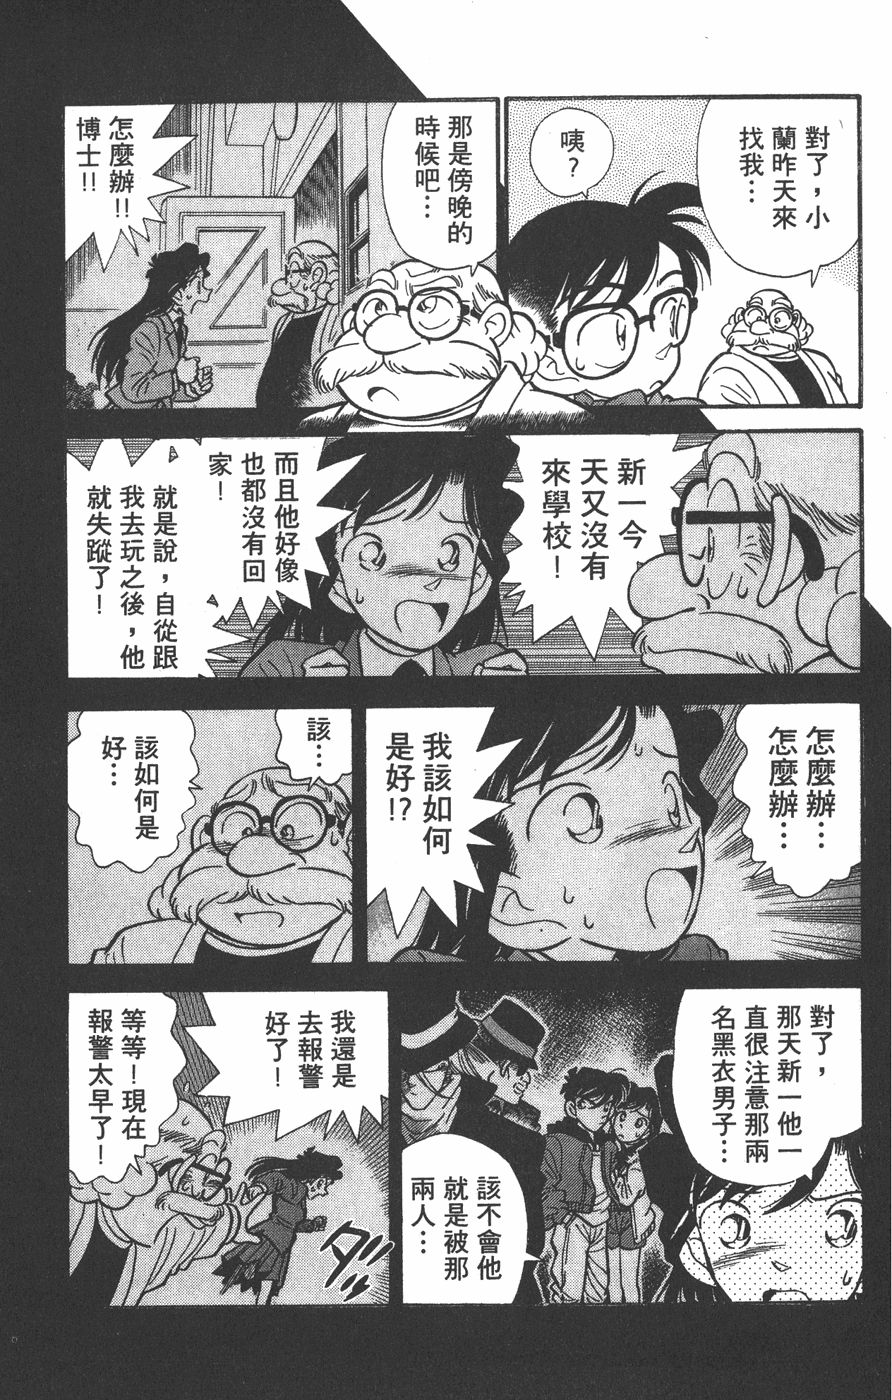 對了，小
蘭昨天來
找我…
咦？
那是傍晚的
時候吧…
怎麼辦!!
博士!!
新一今
天又沒有
來學校！
而且他好像
也都沒有回
家！
就是說，自從跟
我去玩之後，他
就失蹤了！
怎麼辦…
怎麼辦…
我該如何
是好!?
該…
該如何是
好…
對了，
那天新一他一
直很注意那兩
名黑衣男子…
該不會他
就是被那
兩人…
我還是
去報警
好了！
等等！現在
報警太早了！
ダッ